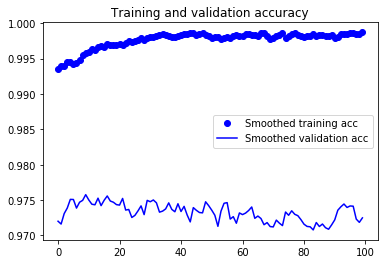 Training and validation accuracy
1.000
0.995
0.990
0.985
0.980
0.975
0.970
Smoothed training acc
Smoothed validation acc
0 20 40 60 80 100